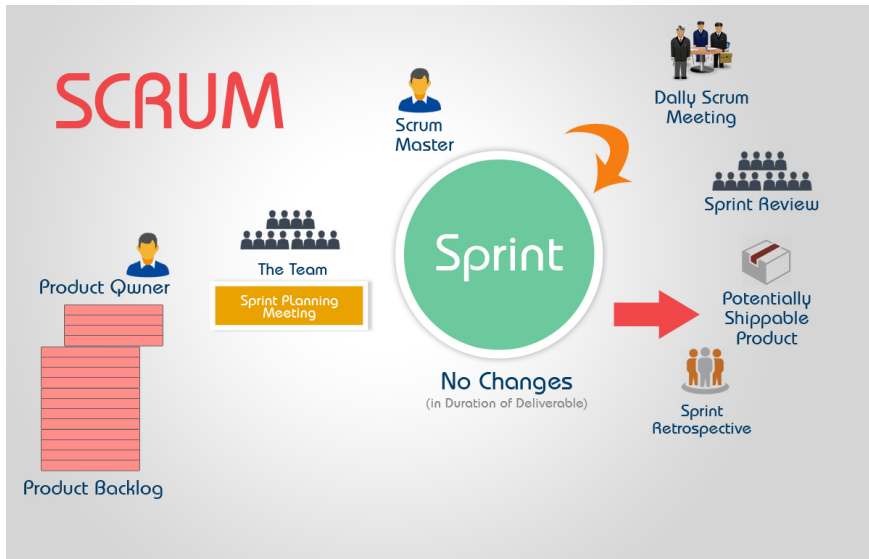 SCRUM
Scrum
Master
Dally Scrum
Meeting
Sprint Review
The Team
Sprint Planning
Meeting
Sprint
Product Qwner
Potentially
Shippable
Product
No Changes
(in Duration of Deliverable)
Sprint
Retrospective
Product Backlog